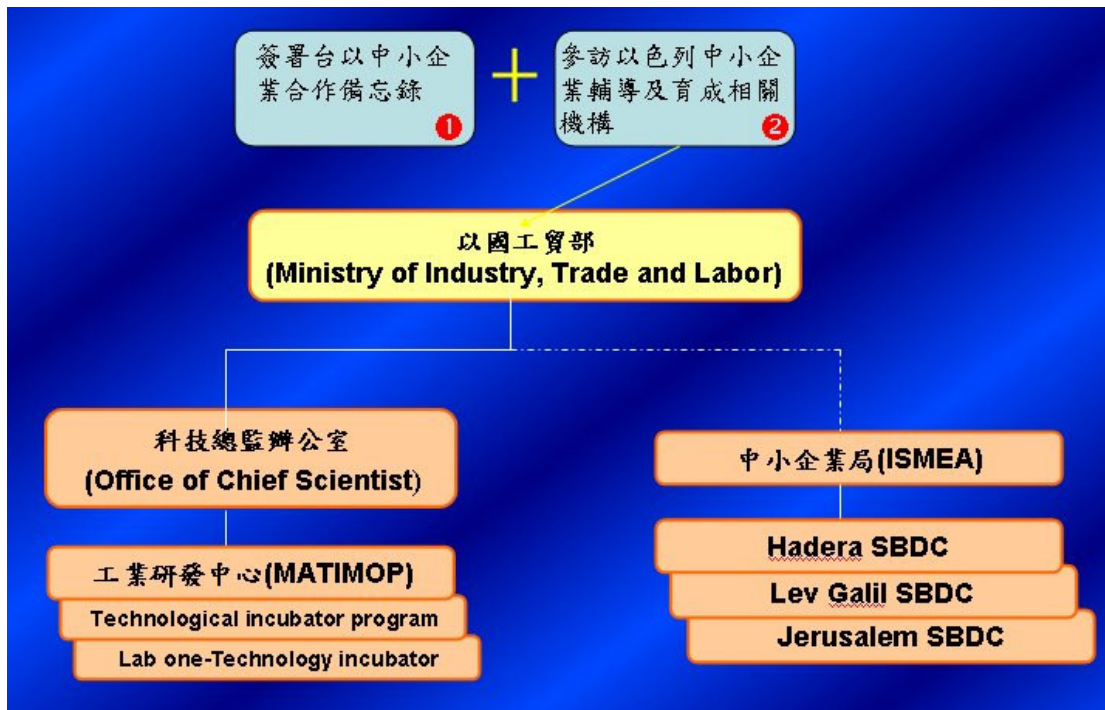 簽署台以中小企
業合作備忘錄
1
+
參訪以色列中小企
業輔導及育成相關
機構
2
以國工貿部
(Ministry of Industry, Trade and Labor)
科技總監辦公室
(Office of Chief Scientist)
工業研發中心(MATIMOP)
Technological incubator program
Lab one-Technology incubator
中小企業局(ISMEA)
Hadera SBDC
Lev Galil SBDC
Jerusalem SBDC